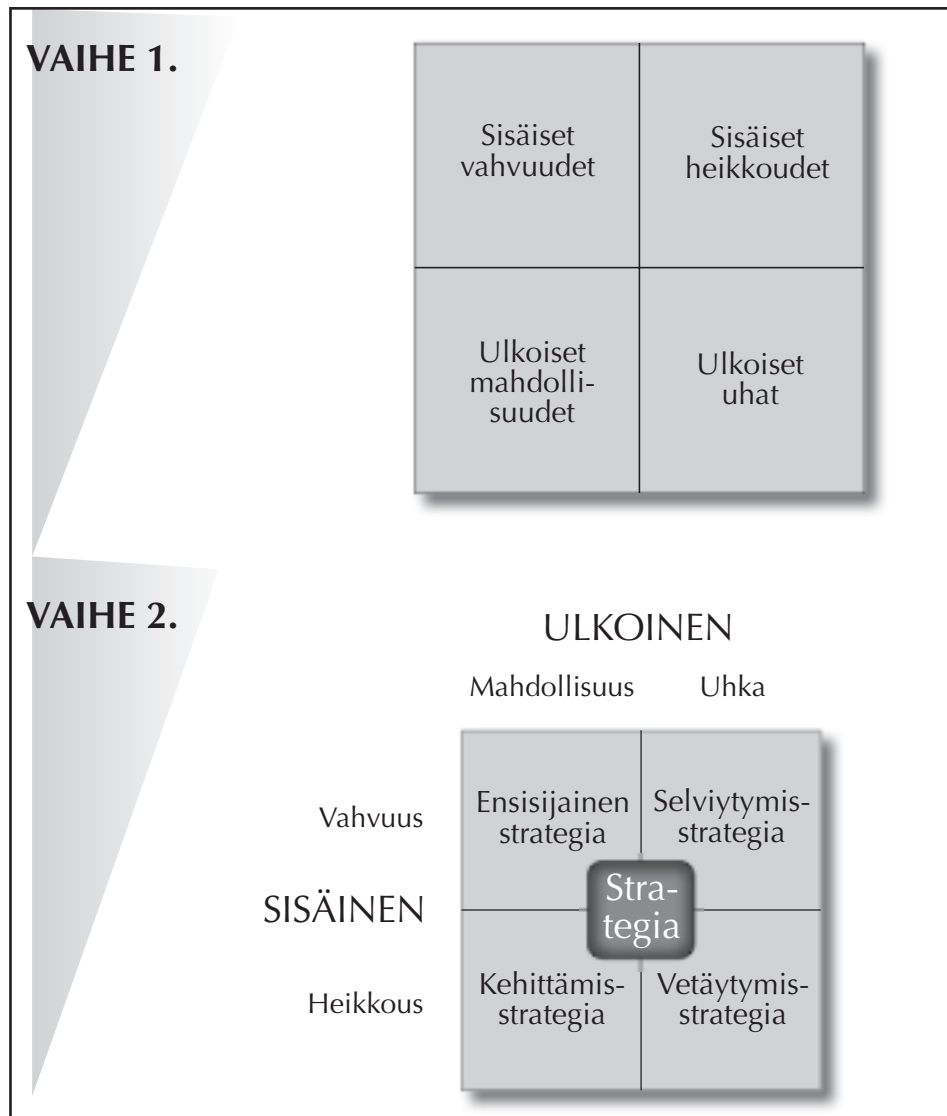 VAIHE 1.
Sisäiset
vahvuudet
Sisäiset
heikkoudet
Ulkoiset
mahdolli-
suudet
Ulkoiset
uhat
VAIHE 2.
ULKOINEN
Mahdollisuus
Uhka
Vahvuus
Ensisijainen
strategia
Selviytymis-
strategia
SISÄINEN
Stra-
tegia
Heikkous
Kehittämis-
strategia
Vetäytymis-
strategia